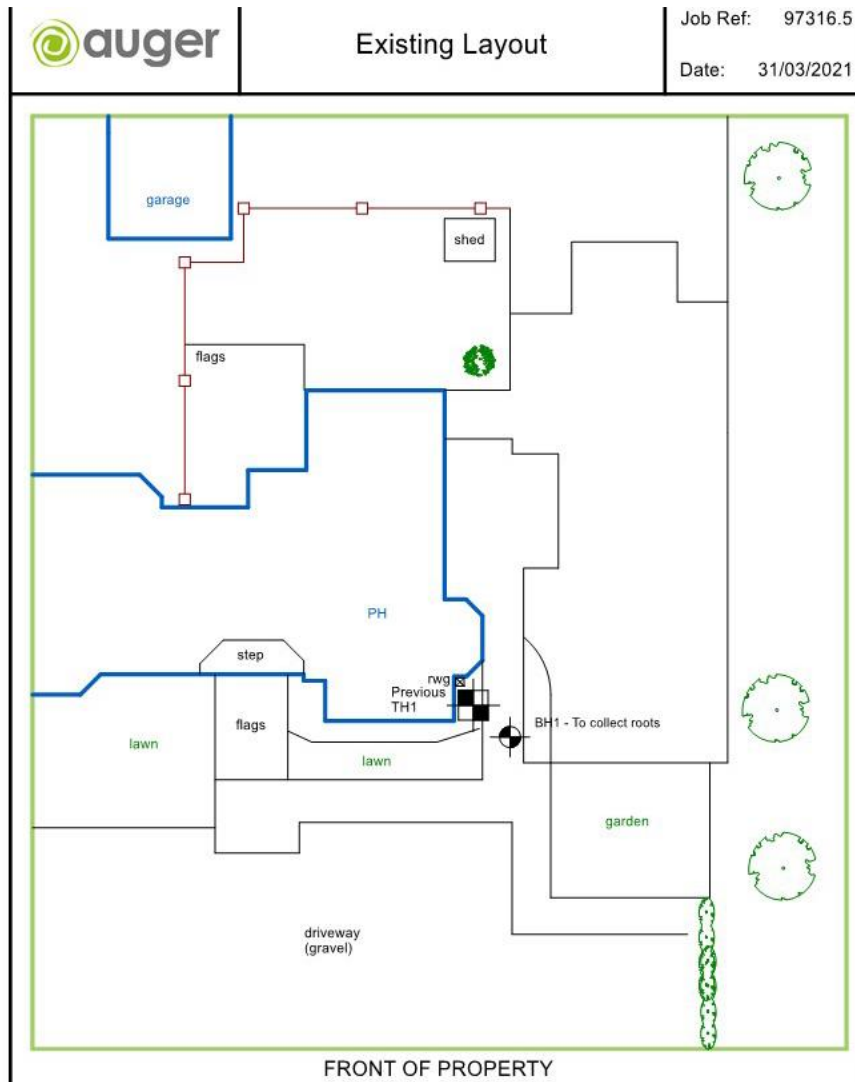 auger
Existing Layout
Job Ref: 97316.5
Date: 31/03/2021
garage
shed
flags
PH
step
rwg
Previous
TH1
BH1 - To collect roots
flags
lawn
lawn
garden
driveway
(gravel)
FRONT OF PROPERTY